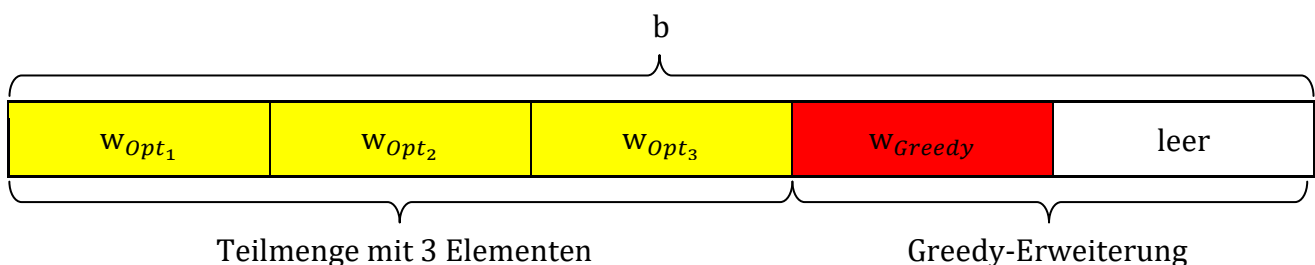 b
w_{Opt_1} w_{Opt_2} w_{Opt_3} w_{Greedy} leer
Teilmenge mit 3 Elementen Greedy-Erweiterung